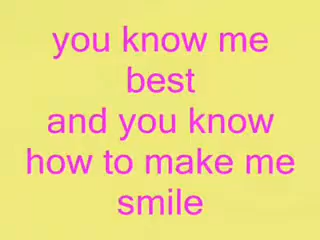 you know me
best
and you know
how to make me
smile